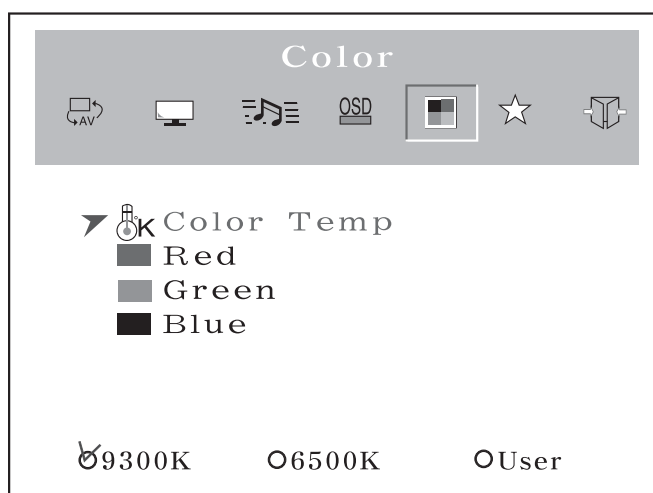 Color
AV OSD
°K Color Temp
Red
Green
Blue
9300K 6500K User